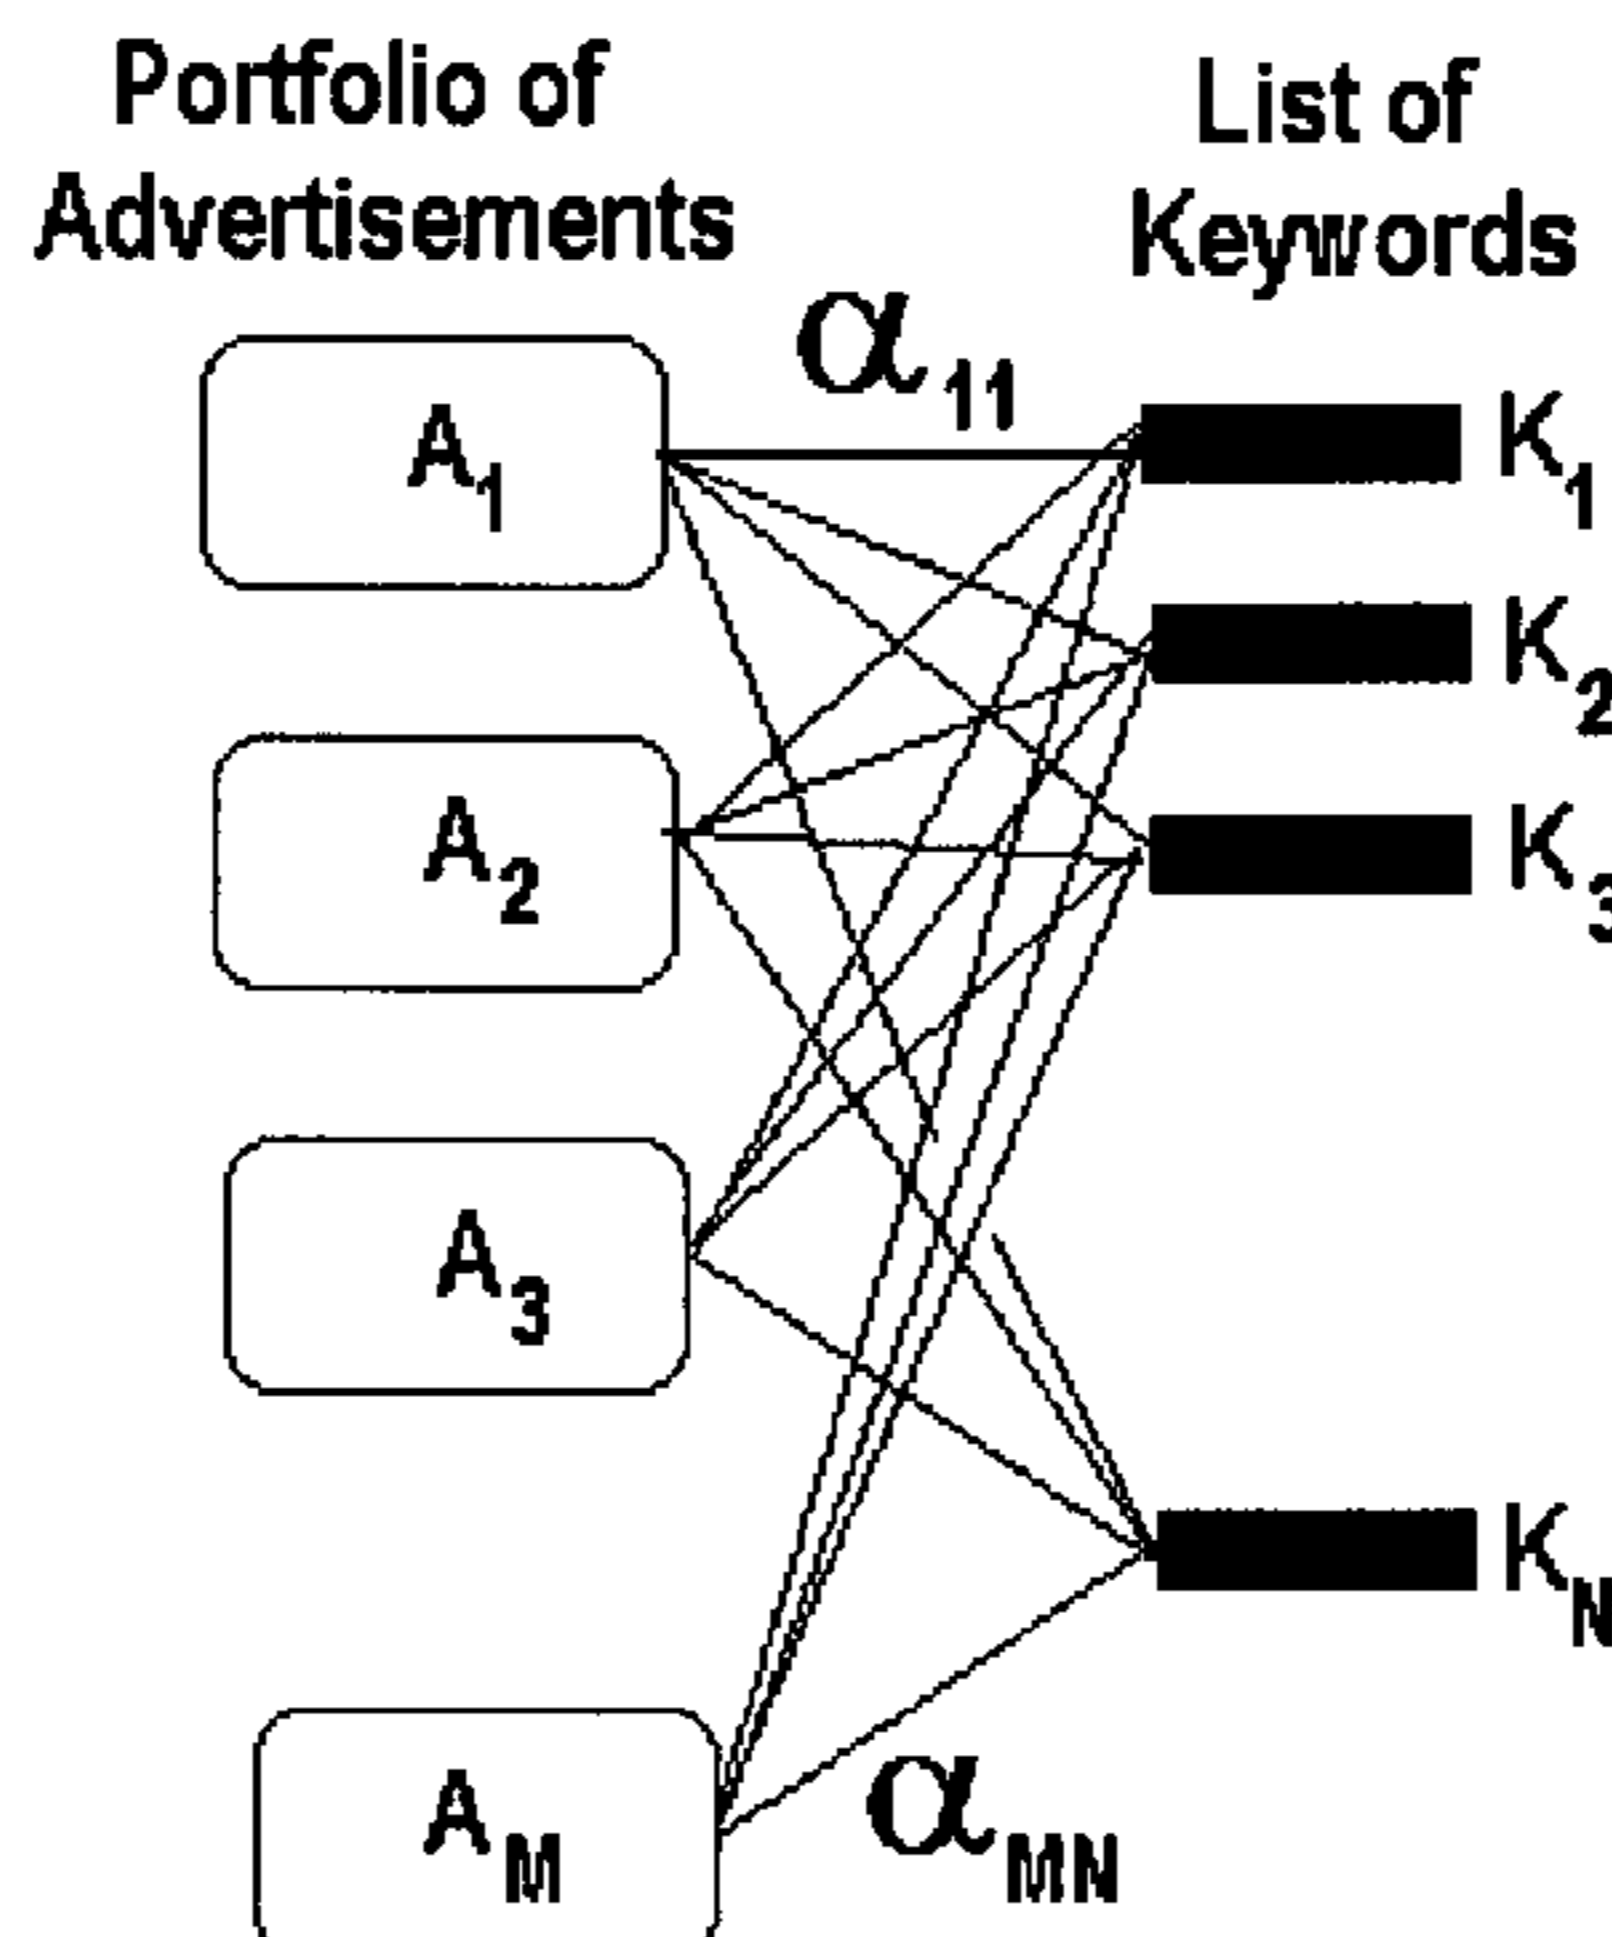 Portfolio of
Advertisements
List of
Keywords
α11
A1
K1
K2
A2
K3
A3
KN
AM
αMN